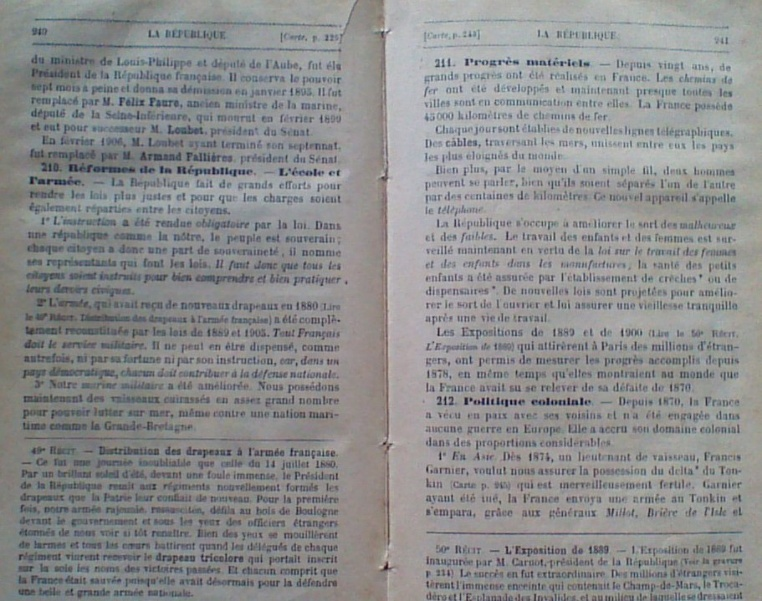 240 LA RÉPUBLIQUE [Carte, p. 225]
du ministre de Louis-Philippe et député de l'Aube, fut élu
Président de la République française. Il conserva le pouvoir
sept mois à peine et donna sa démission en janvier 1895. Il fut
remplacé par M. Félix Faure, ancien ministre de la marine,
député de la Seine-Inférieure, qui mourut en février 1899
et eut pour successeur M. Loubet, président du Sénat.
En février 1906, M. Loubet ayant terminé son septennat,
fut remplacé par M. Armand Fallières, président du Sénat.
210. Réformes de la République. — L'école et
l'armée. — La République fait de grands efforts pour
rendre les lois plus justes et pour que les charges soient
également réparties entre les citoyens.
1° L'instruction a été rendue obligatoire par la loi. Dans
une république comme la nôtre, le peuple est souverain;
chaque citoyen a donc une part de souveraineté, il nomme
ses représentants qui font les lois. Il faut donc que tous les
citoyens soient instruits pour bien comprendre et bien pratiquer
leurs devoirs civiques.
2° L'armée, qui avait reçu de nouveaux drapeaux en 1880 (Lire
le 49e Récit. Distribution des drapeaux à l'armée française) a été complè-
tement reconstituée par les lois de 1889 et 1905. Tout Français
doit le service militaire. Il ne peut en être dispensé, comme
autrefois, ni par sa fortune ni par son instruction, car, dans un
pays démocratique, chacun doit contribuer à la défense nationale.
3° Notre marine militaire a été améliorée. Nous possédons
maintenant des vaisseaux cuirassés en assez grand nombre
pour pouvoir lutter sur mer, même contre une nation mari-
time comme la Grande-Bretagne.
49e Récit — Distribution des drapeaux à l'armée française.
— Ce fut une journée inoubliable que celle du 14 juillet 1880.
Par un brillant soleil d'été, devant une foule immense, le Président
de la République remit aux régiments nouvellement formés les
drapeaux que la Patrie leur confiait de nouveau. Pour la première
fois, notre armée rajeunie, ressuscitée, défila au bois de Boulogne
devant le gouvernement et sous les yeux des officiers étrangers
étonnés de nous voir si tôt renaître. Bien des yeux se mouillèrent
de larmes et tous les cœurs battirent quand les délégués de chaque
régiment vinrent recevoir le drapeau tricolore qui portait inscrit
sur la soie les noms des victoires passées. Et chacun comprit que
la France était sauvée puisqu'elle avait désormais pour la défendre
une belle et grande armée nationale.
[Carte, p. 245] LA RÉPUBLIQUE. 241
211. Progrès matériels. — Depuis vingt ans, de
grands progrès ont été réalisés en France. Les chemins de
fer ont été développés et maintenant presque toutes les
villes sont en communication entre elles. La France possède
45000 kilomètres de chemins de fer.
Chaque jour sont établies de nouvelles lignes télégraphiques.
Des câbles, traversant les mers, unissent entre eux les pays
les plus éloignés du monde.
Bien plus, par le moyen d'un simple fil, deux hommes
peuvent se parler, bien qu'ils soient séparés l'un de l'autre
par des centaines de kilomètres. Ce nouvel appareil s'appelle
le téléphone.
La République s'occupe à améliorer le sort des malheureux
et des faibles. Le travail des enfants et des femmes est sur-
veillé maintenant en vertu de la loi sur le travail des femmes
et des enfants dans les manufactures; la santé des petits
enfants a été assurée par l'établissement de crèches* ou de
dispensaires*. De nouvelles lois sont projetées pour amélio-
rer le sort de l'ouvrier et lui assurer une vieillesse tranquille
après une vie de travail.
Les Expositions de 1889 et de 1900 (Lire le 50e Récit.
L'Exposition de 1889) qui attirèrent à Paris des millions d'étran-
gers, ont permis de mesurer les progrès accomplis depuis
1878, en même temps qu'elles montraient au monde que
la France avait su se relever de sa défaite de 1870.
212. Politique coloniale. — Depuis 1870, la France
a vécu en paix avec ses voisins et n'a été engagée dans
aucune guerre en Europe. Elle a accru son domaine colonial
dans des proportions considérables.
1° En Asie. Dès 1874, un lieutenant de vaisseau, Francis
Garnier, voulut nous assurer la possession du delta* du Ton-
kin (Carte p. 245) qui est merveilleusement fertile. Garnier
ayant été tué, la France envoya une armée au Tonkin et
s'empara, grâce aux généraux Millot, Brière de l'Isle et
50e Récit — L'Exposition de 1889. — L'Exposition de 1889 fut
inaugurée par M. Carnot, président de la République (Voir la gravure
p. 234) Le succès en fut extraordinaire. Des millions d'étrangers visi-
tèrent l'immense enceinte qui contenait le Champ-de-Mars, le Troca-
déro et l'Esplanade des Invalides, et au milieu de laquelle se dressaient